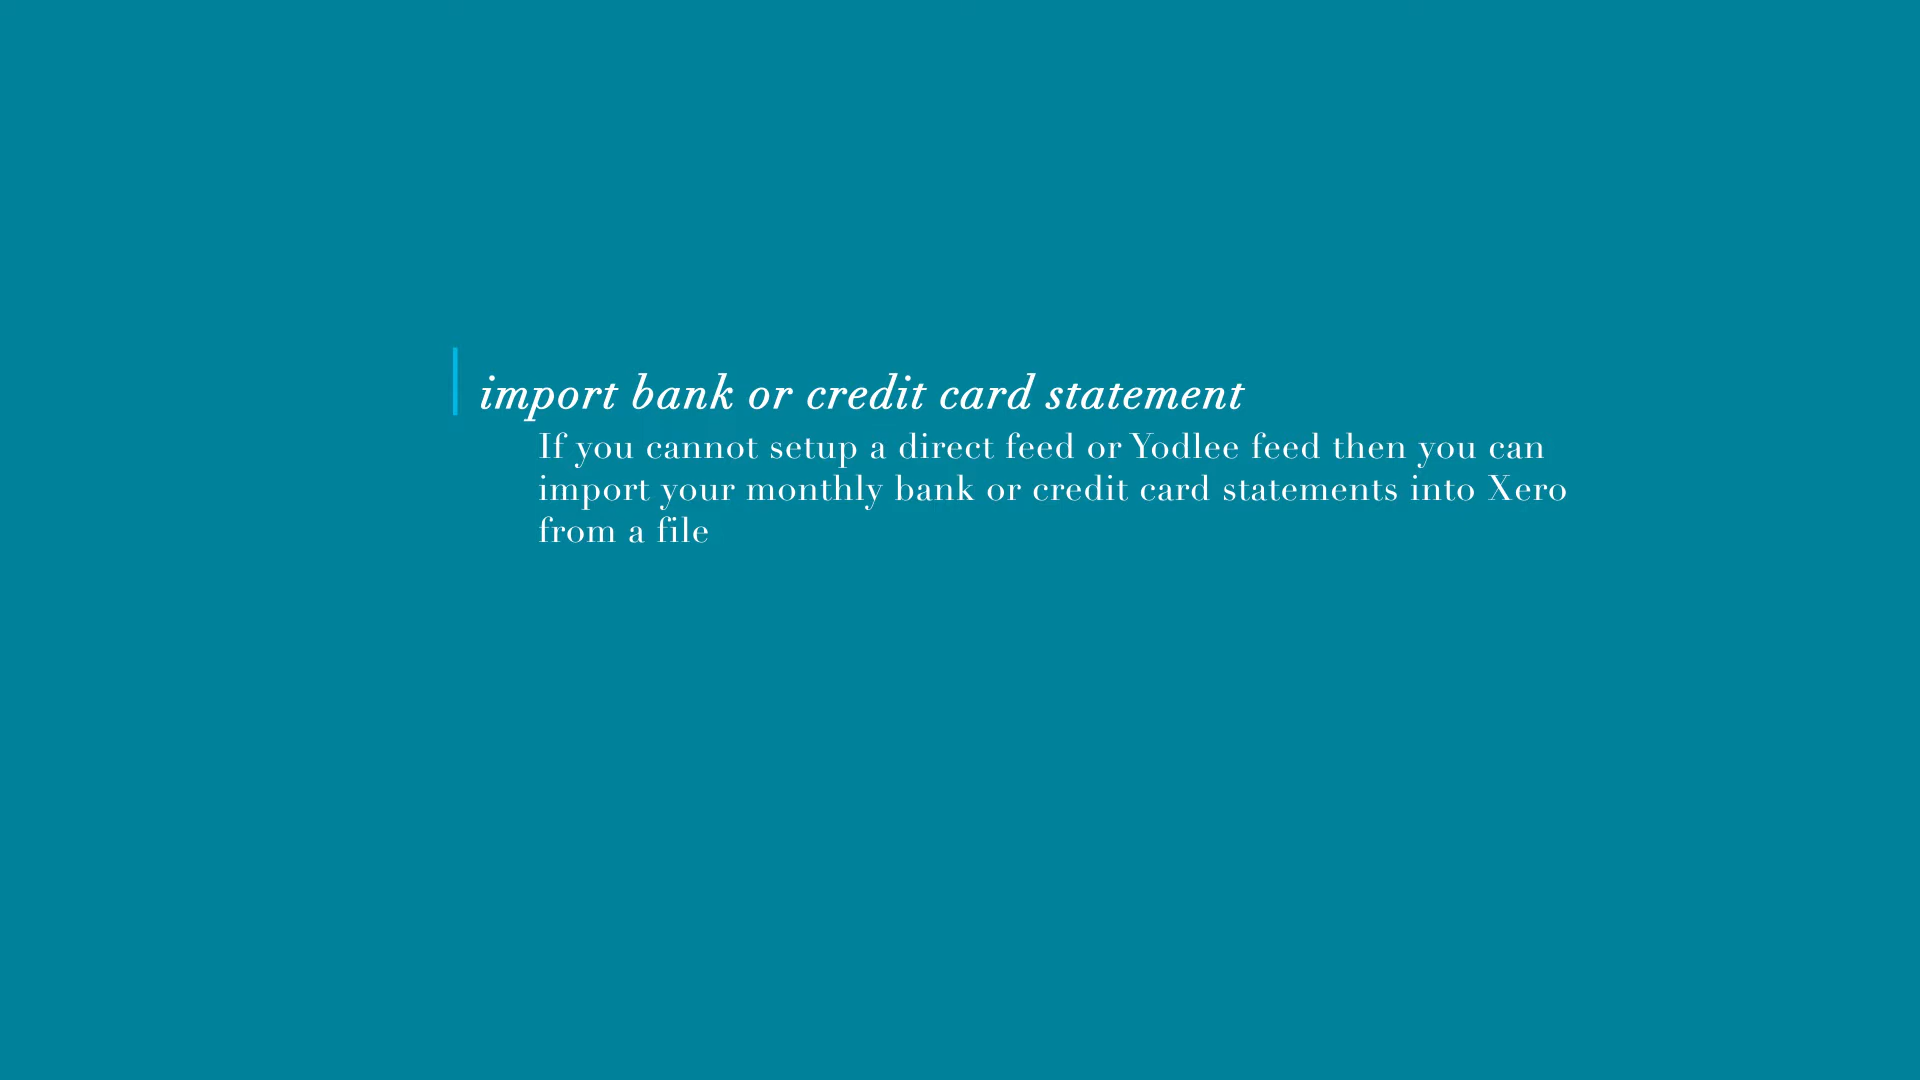 import bank or credit card statement
If you cannot setup a direct feed or Yodlee feed then you can
import your monthly bank or credit card statements into Xero
from a file